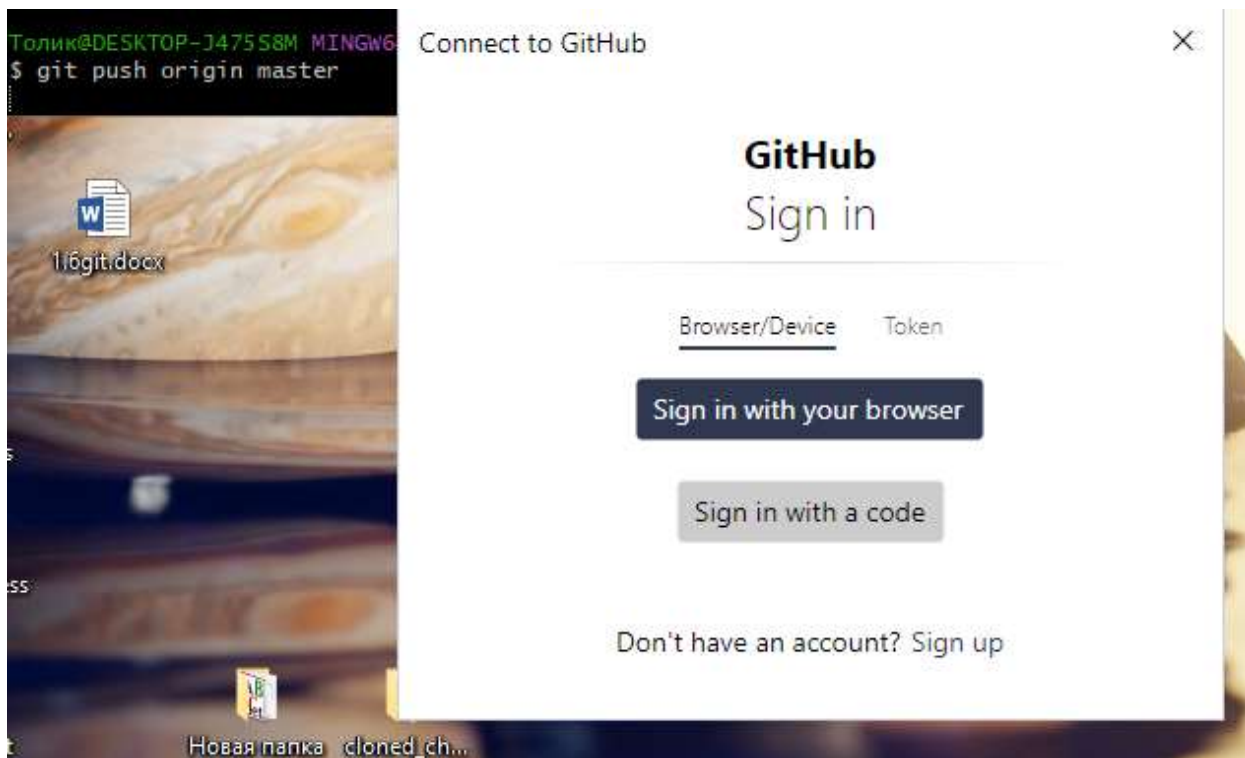 Толик@DESKTOP-J475S8M MINGW6
$ git push origin master
Connect to GitHub
GitHub
Sign in
Browser/Device Token
Sign in with your browser
Sign in with a code
Don't have an account? Sign up
1.6git.docx
s
ss
Новая папка cloned_ch...
t